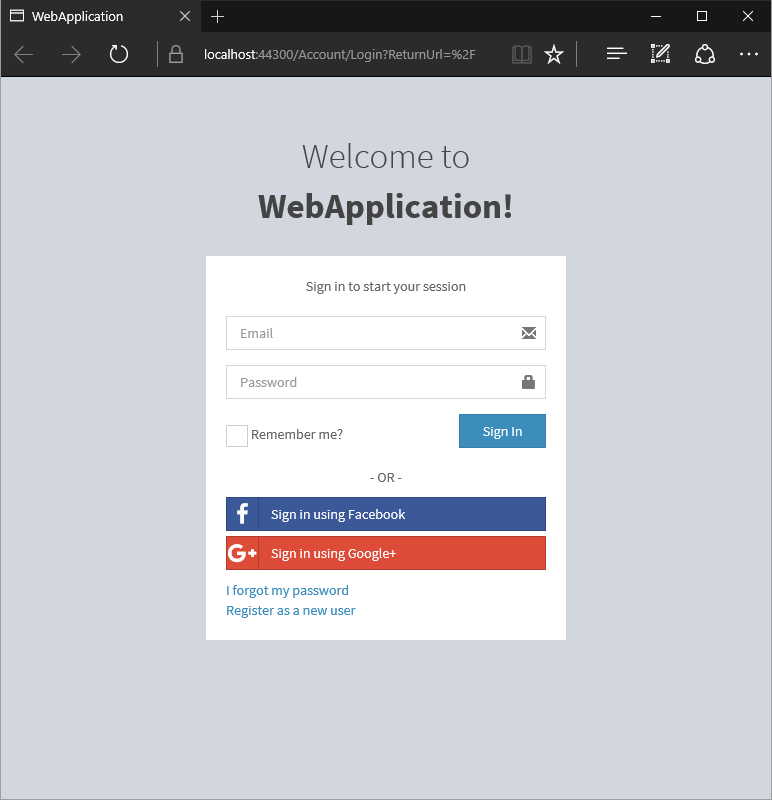 WebApplication
localhost:44300/Account/Login?ReturnUrl=%2F
Welcome to
WebApplication!
Sign in to start your session
Email
Password
Remember me?
Sign In
- OR -
f Sign in using Facebook
G+ Sign in using Google+
I forgot my password
Register as a new user